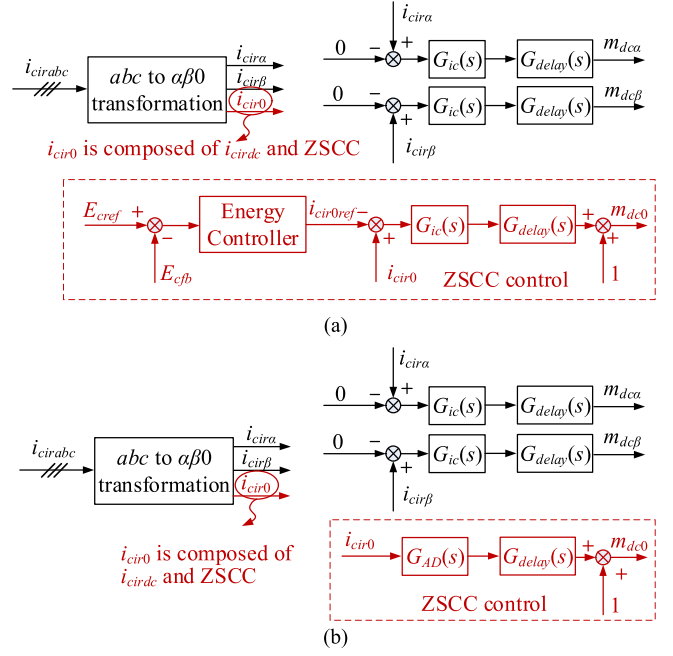 i_cirα
i_cirabc
abc to αβ0
transformation
i_cirα
i_cirβ
i_cir0
0 − + G_ic(s) G_delay(s) m_dcα
0 − + G_ic(s) G_delay(s) m_dcβ
i_cirβ
i_cir0 is composed of i_cirdc and ZSCC
E_cref + − Energy Controller i_cir0ref − + G_ic(s) G_delay(s) + + m_dc0
E_cfb
i_cir0
1
ZSCC control
(a)
i_cirα
i_cirabc
abc to αβ0
transformation
i_cirα
i_cirβ
i_cir0
0 − + G_ic(s) G_delay(s) m_dcα
0 − + G_ic(s) G_delay(s) m_dcβ
i_cirβ
i_cir0 is composed of
i_cirdc and ZSCC
i_cir0 G_AD(s) G_delay(s) + + m_dc0
ZSCC control
1
(b)